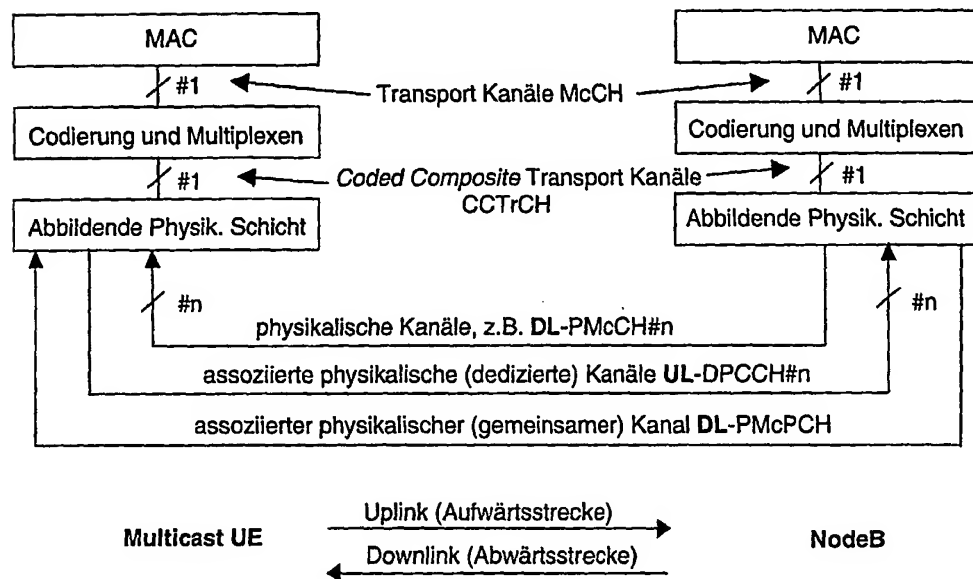 MAC
MAC
#1
#1
Transport Kanäle McCH
Codierung und Multiplexen
Codierung und Multiplexen
#1
#1
Coded Composite Transport Kanäle
CCTrCH
Abbildende Physik. Schicht
Abbildende Physik. Schicht
#n
#n
physikalische Kanäle, z.B. DL-PMcCH#n
assoziierte physikalische (dedizierte) Kanäle UL-DPCCH#n
assoziierter physikalischer (gemeinsamer) Kanal DL-PMcPCH
Uplink (Aufwärtsstrecke)
Multicast UE
NodeB
Downlink (Abwärtsstrecke)